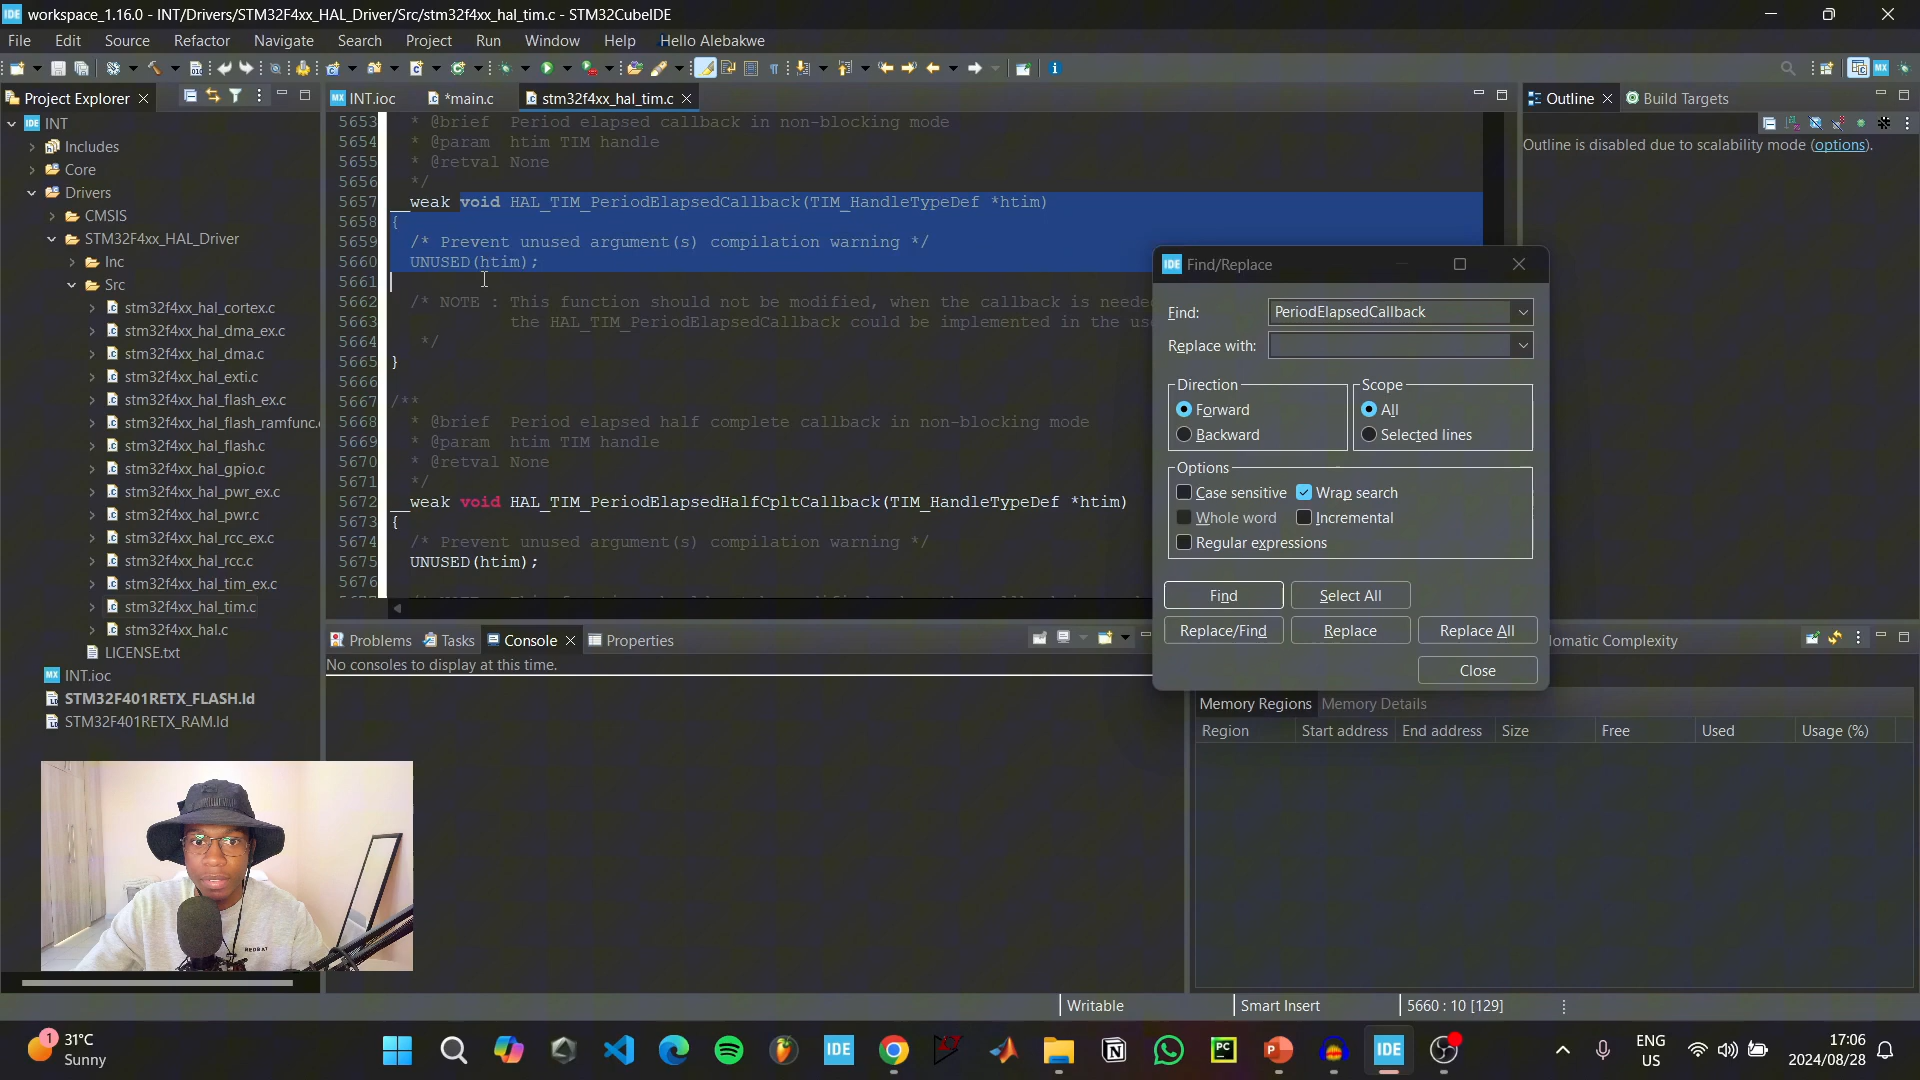 workspace_1.16.0 - INT/Drivers/STM32F4xx_HAL_Driver/Src/stm32f4xx_hal_tim.c - STM32CubeIDE
File Edit Source Refactor Navigate Search Project Run Window Help Hello Alebakwe
Project Explorer
INT
Includes
Core
Drivers
CMSIS
STM32F4xx_HAL_Driver
Inc
Src
stm32f4xx_hal_cortex.c
stm32f4xx_hal_dma_ex.c
stm32f4xx_hal_dma.c
stm32f4xx_hal_exti.c
stm32f4xx_hal_flash_ex.c
stm32f4xx_hal_flash_ramfunc.
stm32f4xx_hal_flash.c
stm32f4xx_hal_gpio.c
stm32f4xx_hal_pwr_ex.c
stm32f4xx_hal_pwr.c
stm32f4xx_hal_rcc_ex.c
stm32f4xx_hal_rcc.c
stm32f4xx_hal_tim_ex.c
stm32f4xx_hal_tim.c
stm32f4xx_hal.c
LICENSE.txt
INT.ioc
STM32F401RETX_FLASH.ld
STM32F401RETX_RAM.ld
INT.ioc *main.c stm32f4xx_hal_tim.c
5653 * @brief Period elapsed callback in non-blocking mode
5654 * @param htim TIM handle
5655 * @retval None
5656 */
5657 __weak void HAL_TIM_PeriodElapsedCallback(TIM_HandleTypeDef *htim)
5658 {
5659 /* Prevent unused argument(s) compilation warning */
5660 UNUSED(htim);
5661
5662 /* NOTE : This function should not be modified, when the callback is neede
5663 the HAL_TIM_PeriodElapsedCallback could be implemented in the us
5664 */
5665 }
5666
5667 /**
5668 * @brief Period elapsed half complete callback in non-blocking mode
5669 * @param htim TIM handle
5670 * @retval None
5671 */
5672 __weak void HAL_TIM_PeriodElapsedHalfCpltCallback(TIM_HandleTypeDef *htim)
5673 {
5674 /* Prevent unused argument(s) compilation warning */
5675 UNUSED(htim);
5676
Find/Replace
Find: PeriodElapsedCallback
Replace with:
Direction
Forward
Backward
Scope
All
Selected lines
Options
Case sensitive Wrap search
Whole word Incremental
Regular expressions
Find Select All
Replace/Find Replace Replace All
Close
Outline Build Targets
Outline is disabled due to scalability mode (options).
Problems Tasks Console Properties
No consoles to display at this time.
lomatic Complexity
Memory Regions Memory Details
Region Start address End address Size Free Used Usage (%)
REDBAT
Writable Smart Insert 5660 : 10 [129]
1
31°C
Sunny
IDE
IDE
ENG
US
17:06
2024/08/28